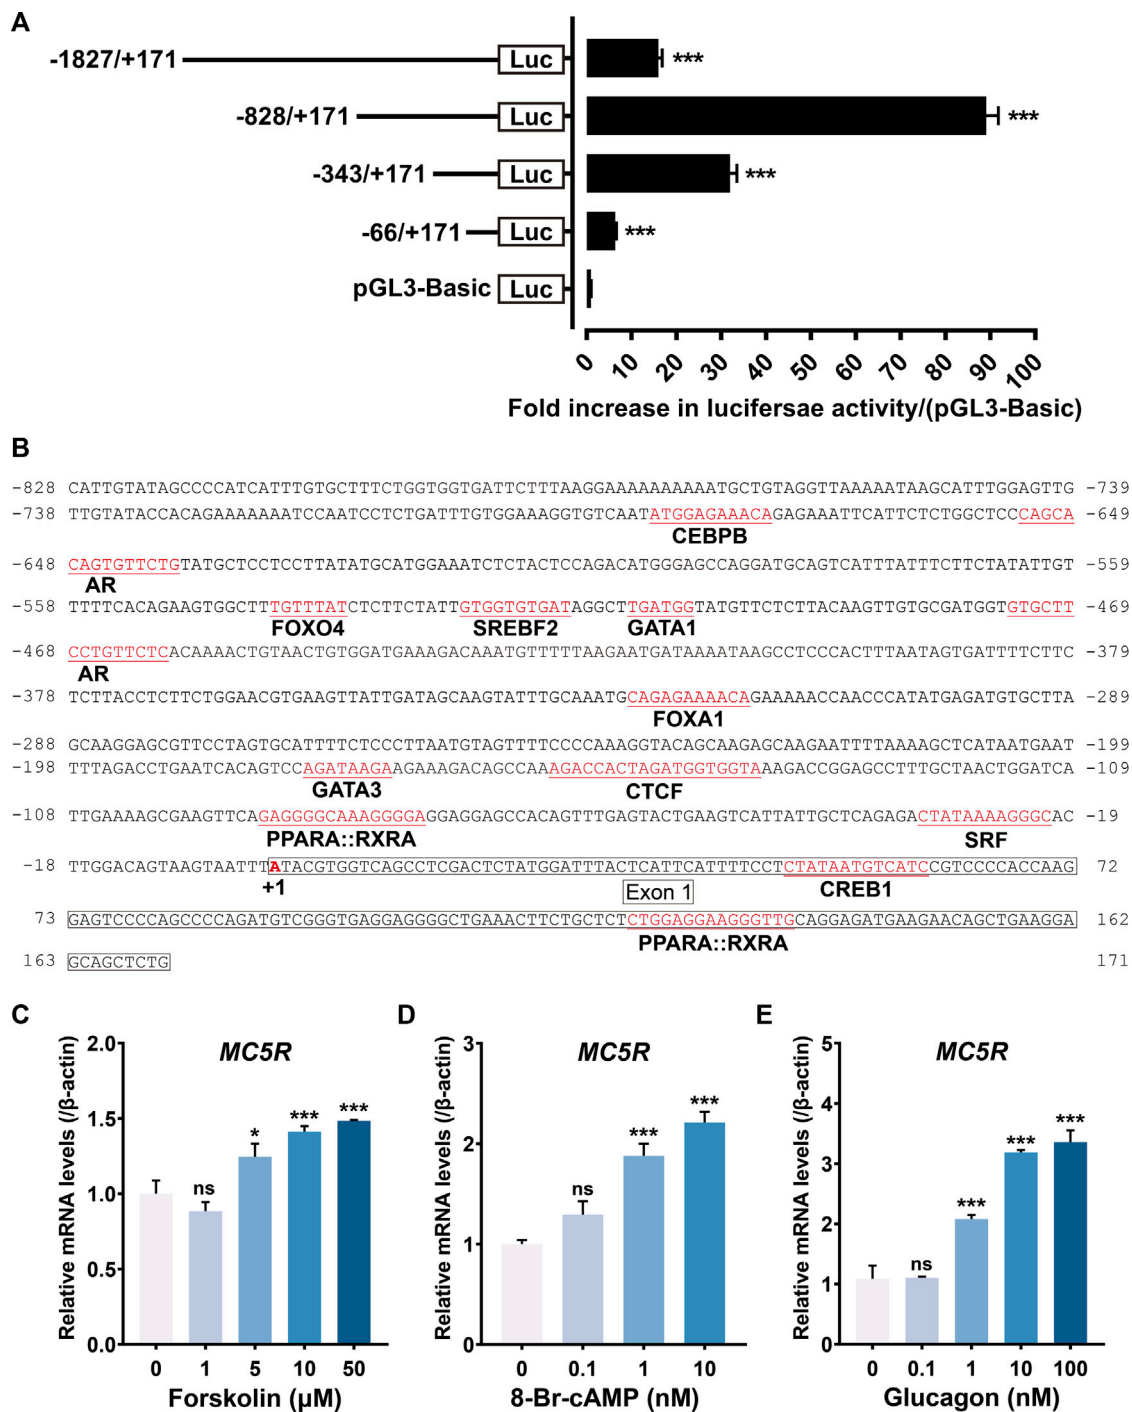 A
-1827/+171 Luc ***
-828/+171 Luc ***
-343/+171 Luc ***
-66/+171 Luc ***
pGL3-Basic Luc
0 10 20 30 40 50 60 70 80 90 100
Fold increase in lucifersae activity/(pGL3-Basic)
B
-828 CATTGTATAGCCCCATCATTTGTGCTTTCTGGTGGTGATTCTTTAAGGAAAAAAAAAAATGCTGTAGGTTAAAAATAAGCATTTGGAGTTG -739
-738 TTGTATACCACAGAAAAAAATCCAATCCTCTGATTTGTGGAAAGGTGTCAATATGGAGAAACAGAGAAATTCATTCTCTGGCTCCCAGCA -649
CEBPB
-648 CAGTGTTCTGTATGCTCCTCCTTATATGCATGGAAATCTCTACTCCAGACATGGGAGCCAGGATGCAGTCATTTATTTCTTCTATATTGT -559
AR
-558 TTTTCACAGAAGTGGCTTTGTTTATCTCTTCTATTGTGGTGTGATAGGCTTGATGGTATGTTCTCTTACAAGTTGTGCGATGGTGTGCTT -469
FOXO4 SREBF2 GATA1
-468 CCTGTTCTCACAAAACTGTAACTGTGGATGAAAGACAAATGTTTTTAAGAATGATAAAATAAGCCTCCCACTTTAATAGTGATTTTCTTC -379
AR
-378 TCTTACCTCTTCTGGAACGTGAAGTTATTGATAGCAAGTATTTGCAAATGCAGAGAAAACAGAAAAACCAACCCATATGAGATGTGCTTA -289
FOXA1
-288 GCAAGGAGCGTTCCTAGTGCATTTTCTCCCTTAATGTAGTTTTCCCCAAAGGTACAGCAAGAGCAAGAATTTTAAAAGCTCATAATGAAT -199
-198 TTTAGACCTGAATCACAGTCCAGATAAGAAGAAAGACAGCCAAAGACCACTAGATGGTGGTAAAGACCGGAGCCTTTGCTAACTGGATCA -109
GATA3 CTCF
-108 TTGAAAAGCGAAGTTCAGAGGGGCAAAGGGGAGGAGGAGCCACAGTTTGAGTACTGAAGTCATTATTGCTCAGAGACTATAAAAGGGCAC -19
PPARA::RXRA SRF
-18 TTGGACAGTAAGTAATTTATACGTGGTCAGCCTCGACTCTATGGATTTACTCATTCATTTTCCTCTATAATGTCATCCGTCCCCACCAAG 72
+1 Exon 1 CREB1
73 GAGTCCCCAGCCCCAGATGTCGGGTGAGGAGGGGCTGAAACTTCTGCTCTCTGGAGGAAGGGTTGCAGGAGATGAAGAACAGCTGAAGGA 162
PPARA::RXRA
163 GCAGCTCTG 171
C
MC5R
Relative mRNA levels (/β-actin)
2.0
1.5
1.0
0.5
0.0
ns * *** ***
0 1 5 10 50
Forskolin (μM)
D
MC5R
Relative mRNA levels (/β-actin)
3
2
1
0
ns *** ***
0 0.1 1 10
8-Br-cAMP (nM)
E
MC5R
Relative mRNA levels (/β-actin)
5
4
3
2
1
0
ns *** *** ***
0 0.1 1 10 100
Glucagon (nM)